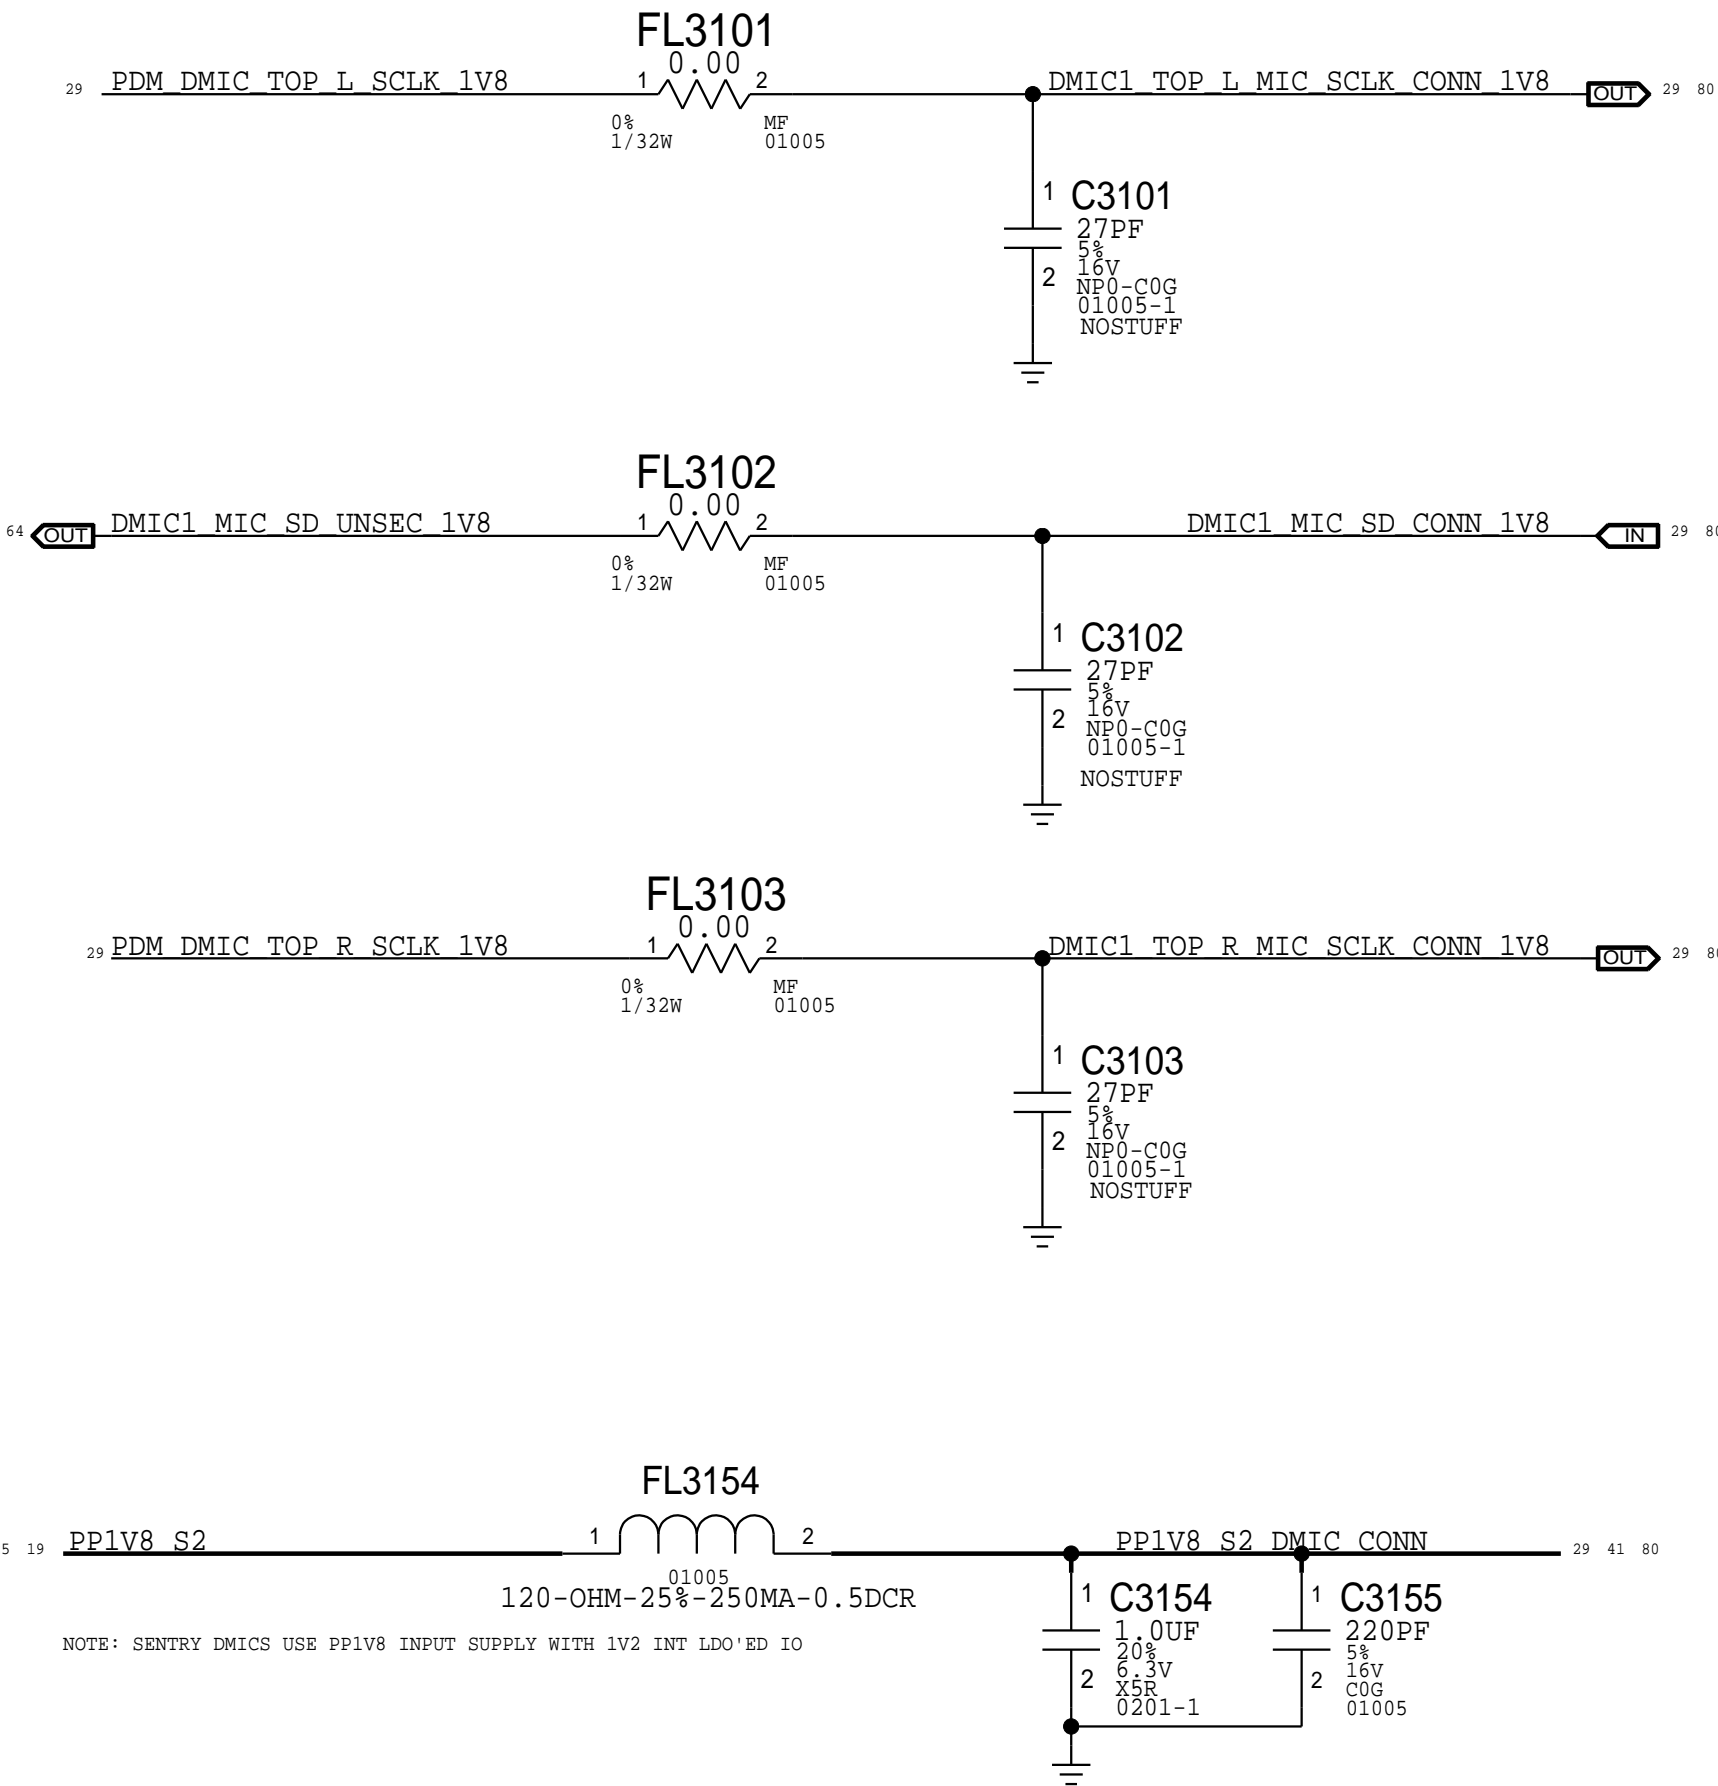 FL3101
0.00
29 PDM_DMIC_TOP_L_SCLK_1V8 1 2 DMIC1_TOP_L_MIC_SCLK_CONN_1V8 OUT 29 80
0% MF
1/32W 01005
1 C3101
27PF
5%
16V
2 NP0-C0G
01005-1
NOSTUFF
FL3102
0.00
64 OUT DMIC1_MIC_SD_UNSEC_1V8 1 2 DMIC1_MIC_SD_CONN_1V8 IN 29 80
0% MF
1/32W 01005
1 C3102
27PF
5%
16V
2 NP0-C0G
01005-1
NOSTUFF
FL3103
0.00
29 PDM_DMIC_TOP_R_SCLK_1V8 1 2 DMIC1_TOP_R_MIC_SCLK_CONN_1V8 OUT 29 80
0% MF
1/32W 01005
1 C3103
27PF
5%
16V
2 NP0-C0G
01005-1
NOSTUFF
FL3154
5 19 PP1V8_S2 1 2 PP1V8_S2_DMIC_CONN 29 41 80
01005
120-OHM-25%-250MA-0.5DCR
1 C3154 1 C3155
1.0UF 220PF
20% 5%
6.3V 16V
2 X5R 2 C0G
0201-1 01005
NOTE: SENTRY DMICS USE PP1V8 INPUT SUPPLY WITH 1V2 INT LDO'ED IO